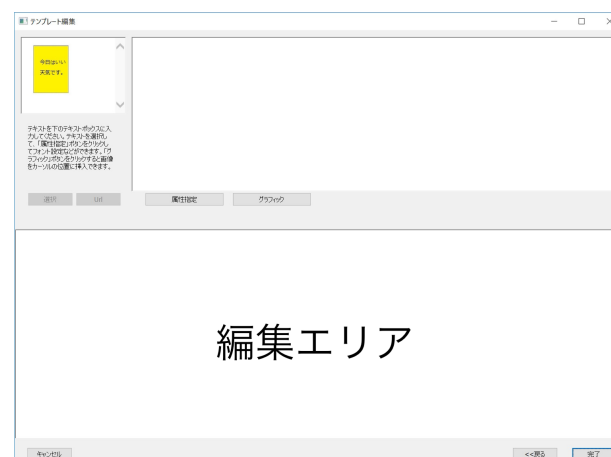 テンプレート編集
今日はいい
天気です。
テキストを下のテキストボックスに入
力してください。テキストを選択し
て、「属性指定」ボタンをクリックし
てフォント設定などができます。「グ
ラフィック」ボタンをクリックすると画像
をカーソルの位置に挿入できます。
選択
cut
属性指定
グラフィック
編集エリア
キャンセル
<<戻る
完了